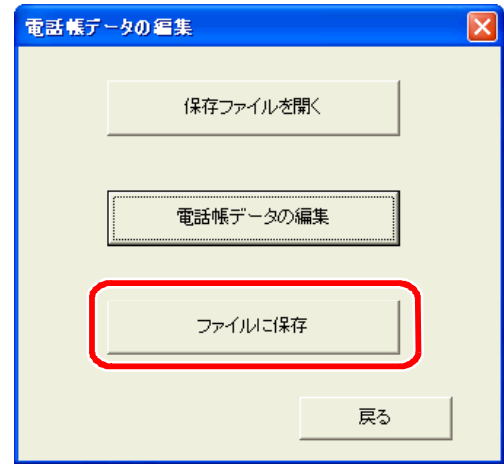 電話帳データの編集
保存ファイルを開く
電話帳データの編集
ファイルに保存
戻る